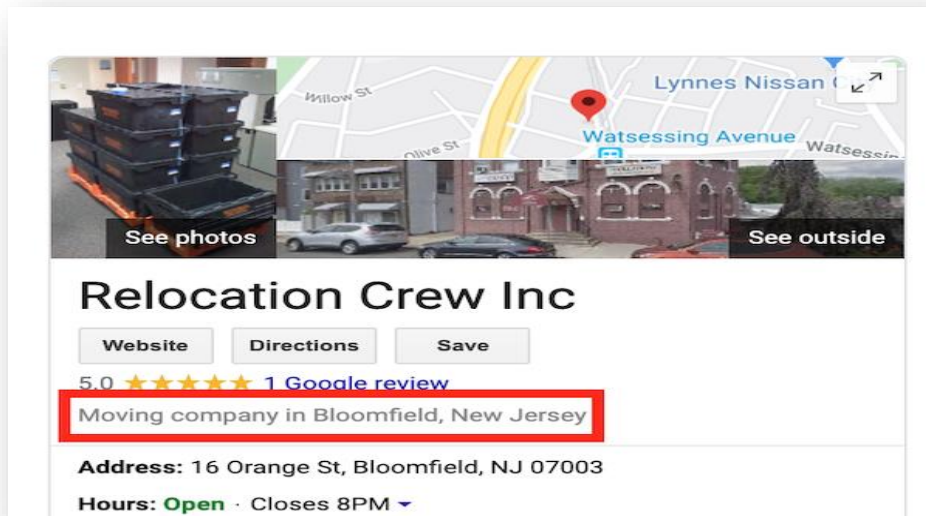 Willow St
Lynnes Nissan
Olive St
Watsessing Avenue
See photos
See outside
Relocation Crew Inc
Website Directions Save
5.0 ★★★★★ 1 Google review
Moving company in Bloomfield, New Jersey
Address: 16 Orange St, Bloomfield, NJ 07003
Hours: Open · Closes 8PM